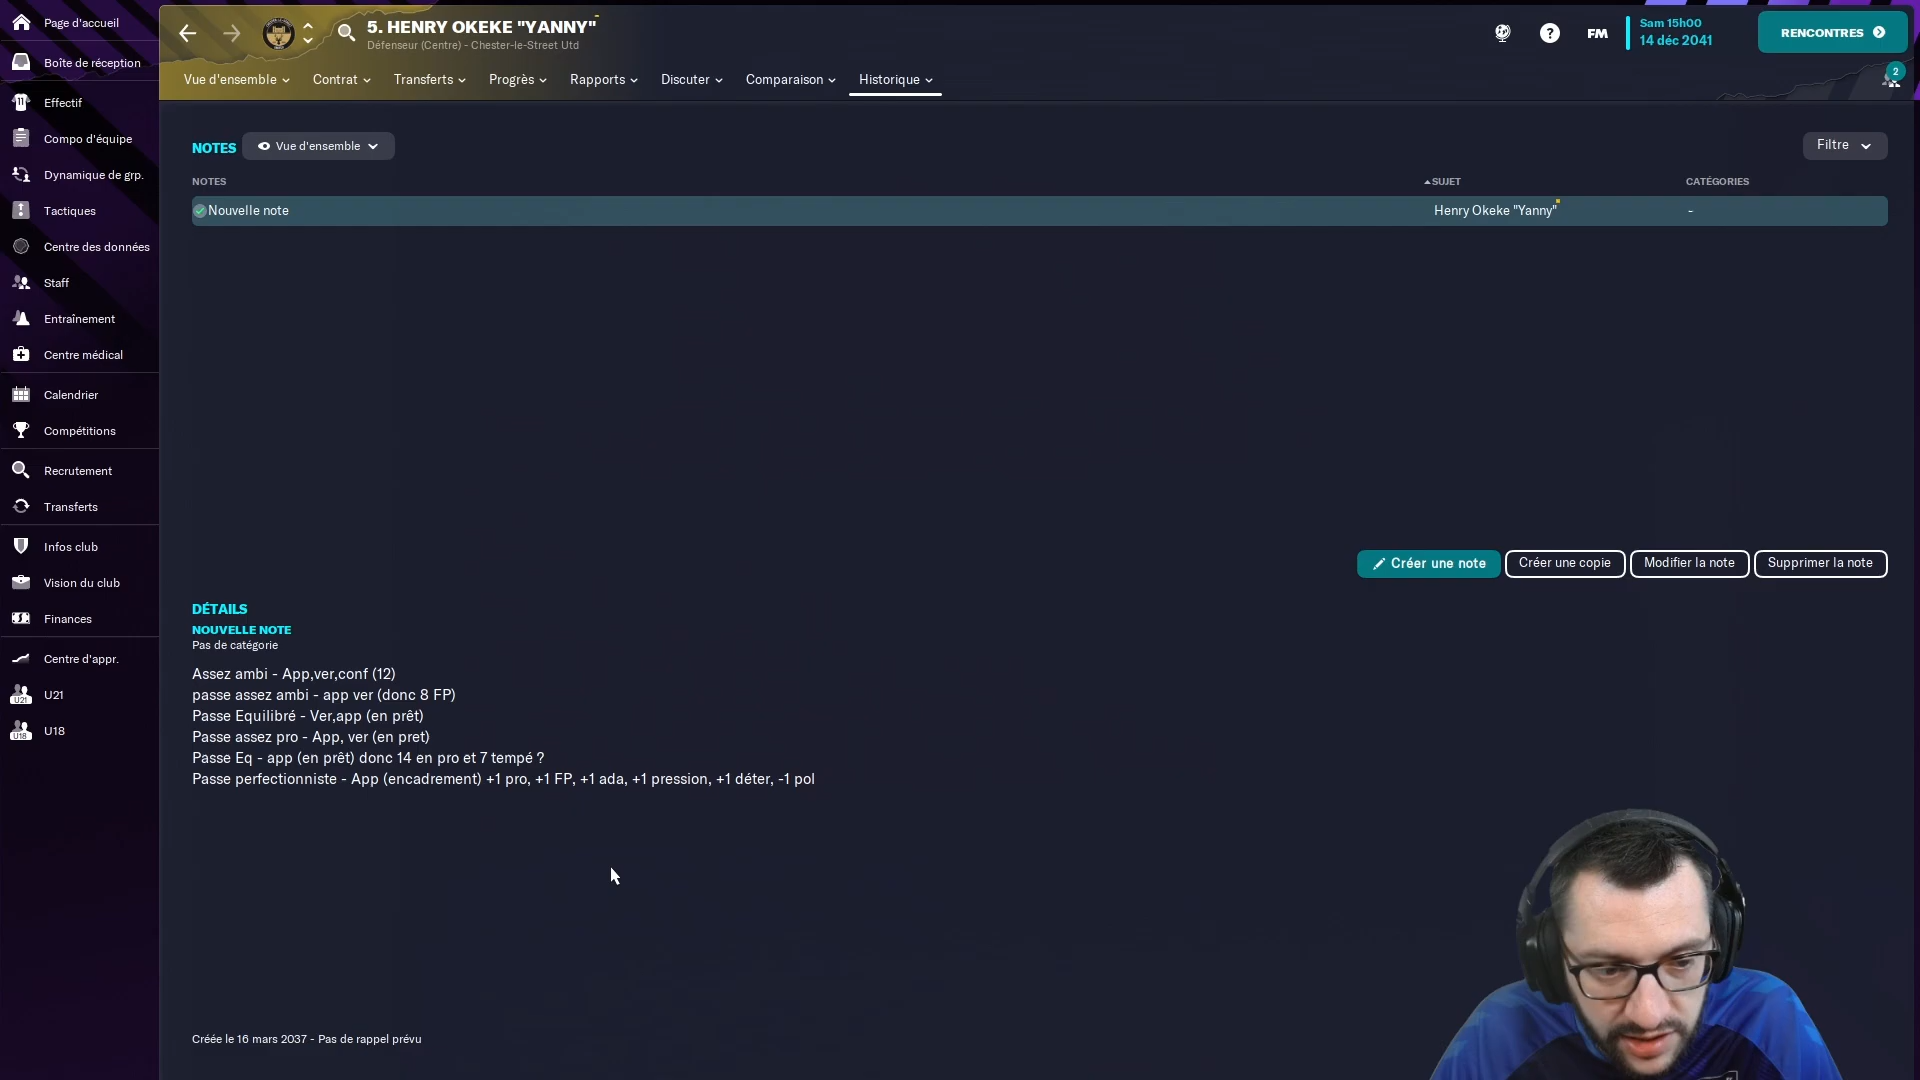 Page d'accueil
Boîte de réception
Effectif
Compo d'équipe
Dynamique de grp.
Tactiques
Centre des données
Staff
Entraînement
Centre médical
Calendrier
Compétitions
Recrutement
Transferts
Infos club
Vision du club
Finances
Centre d'appr.
U21
U21
U18
U18
5. HENRY OKEKE "YANNY"
Défenseur (Centre) - Chester-le-Street Utd
FM
Sam 15h00
14 déc 2041
RENCONTRES
2
Vue d'ensemble Contrat Transferts Progrès Rapports Discuter Comparaison Historique
NOTES Vue d'ensemble Filtre
NOTES SUJET CATÉGORIES
Nouvelle note Henry Okeke "Yanny" -
Créer une note Créer une copie Modifier la note Supprimer la note
DÉTAILS
NOUVELLE NOTE
Pas de catégorie
Assez ambi - App,ver,conf (12)
passe assez ambi - app ver (donc 8 FP)
Passe Equilibré - Ver,app (en prêt)
Passe assez pro - App, ver (en pret)
Passe Eq - app (en prêt) donc 14 en pro et 7 tempé ?
Passe perfectionniste - App (encadrement) +1 pro, +1 FP, +1 ada, +1 pression, +1 déter, -1 pol
Créée le 16 mars 2037 - Pas de rappel prévu